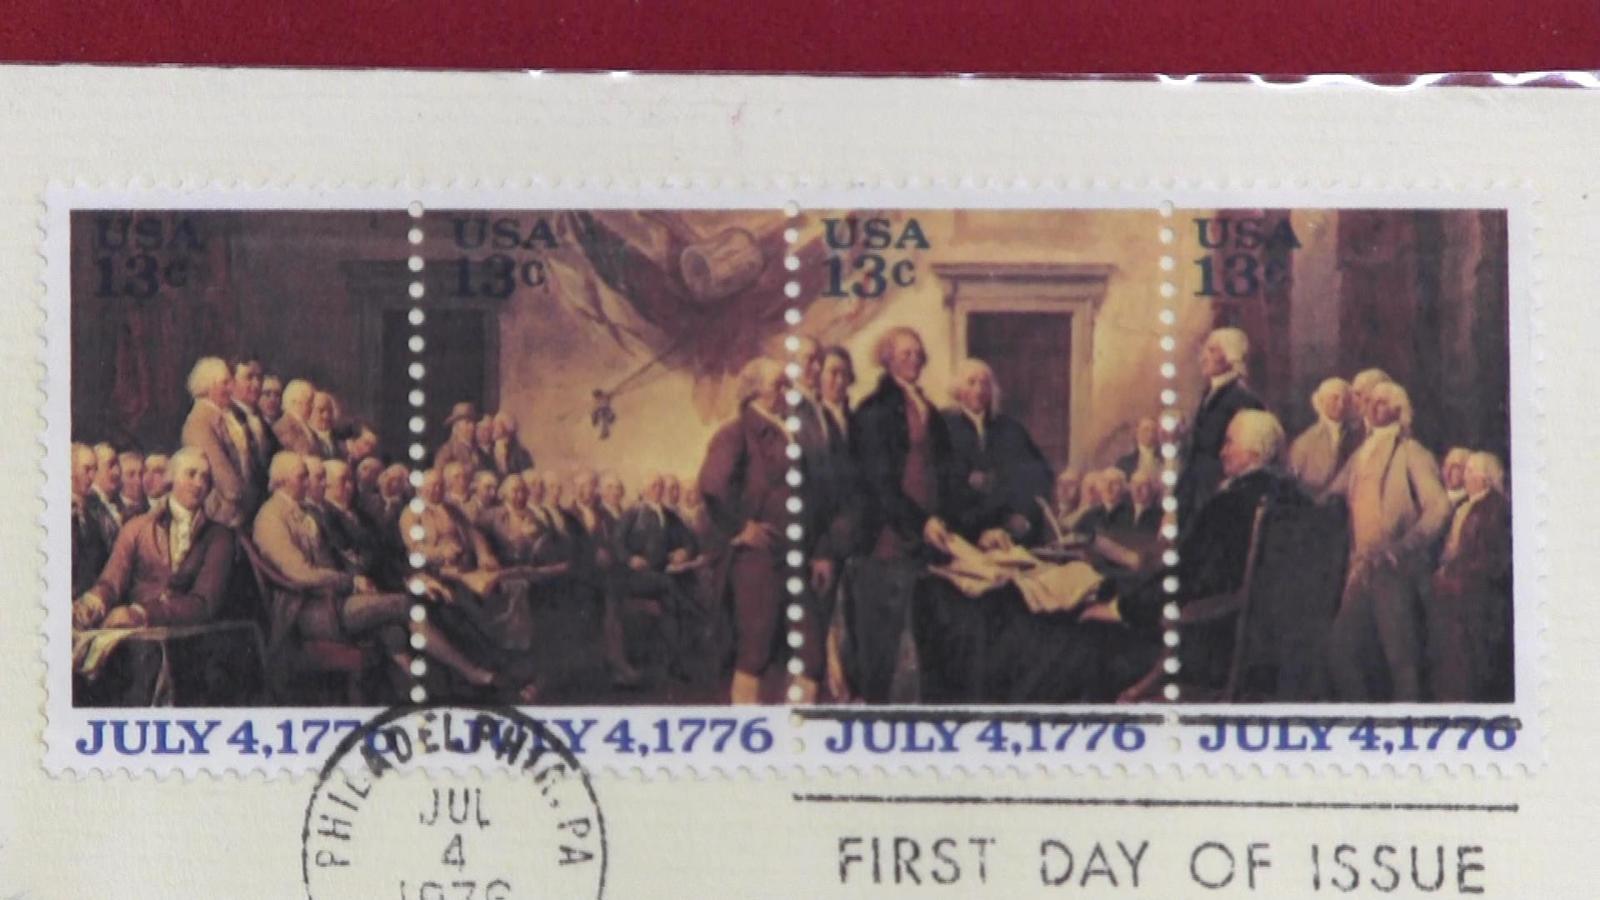 USA
13c
USA
13c
USA
13c
USA
13c
JULY 4, 1776
JULY 4, 1776
JULY 4, 1776
JULY 4, 1776
PHILADELPHIA, PA
JUL
4
1976
FIRST DAY OF ISSUE